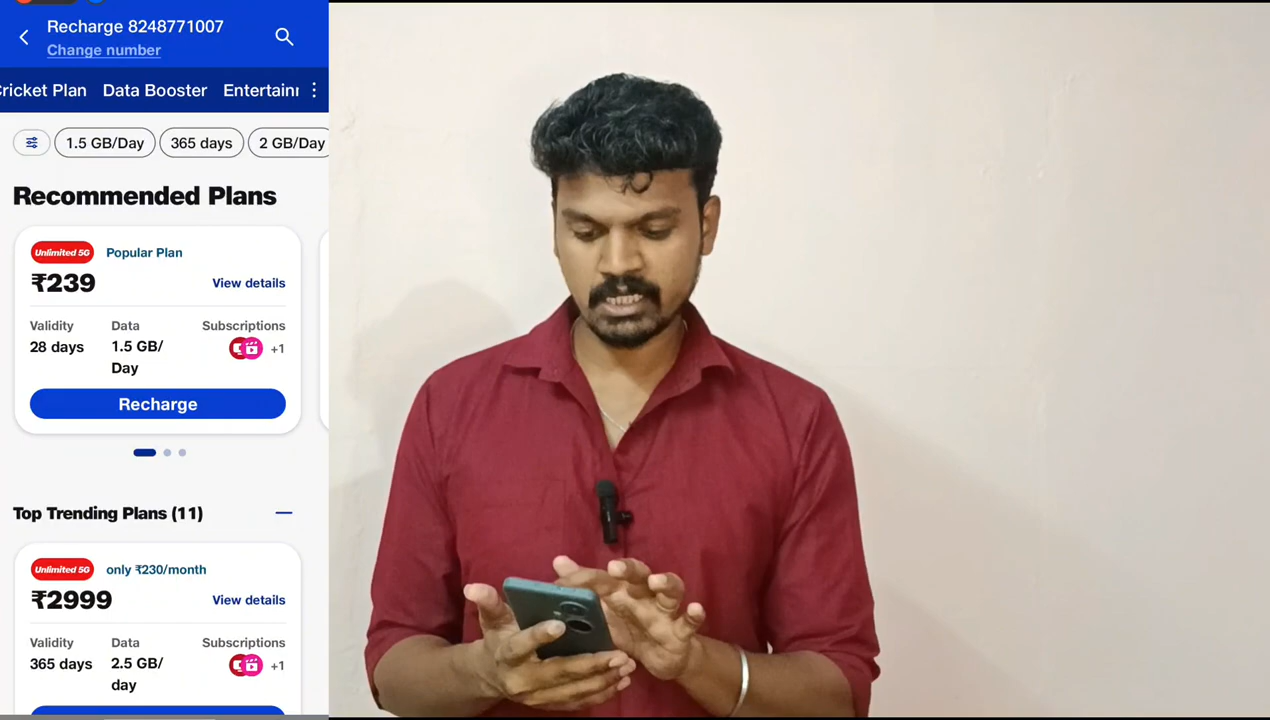 Recharge 8248771007
Change number
Cricket Plan Data Booster
1.5 GB/Day 365 days 2 GB/Day
Recommended Plans
Unlimited 5G Popular Plan
₹239 View details
Validity Data Subscriptions
28 days 1.5 GB/ +1
Day
Recharge
Top Trending Plans (11)
Unlimited 5G only ₹230/month
₹2999 View details
Validity Data Subscriptions
365 days 2.5 GB/ +1
day